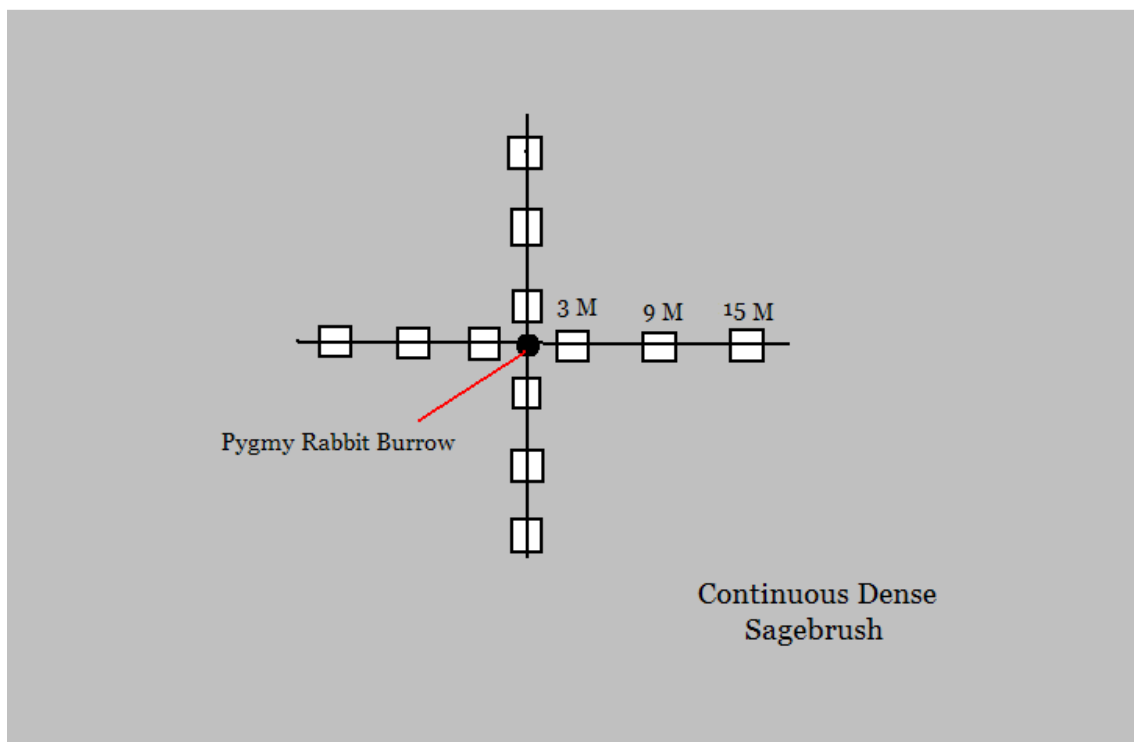 3 M
9 M
15 M
Pygmy Rabbit Burrow
Continuous Dense
Sagebrush